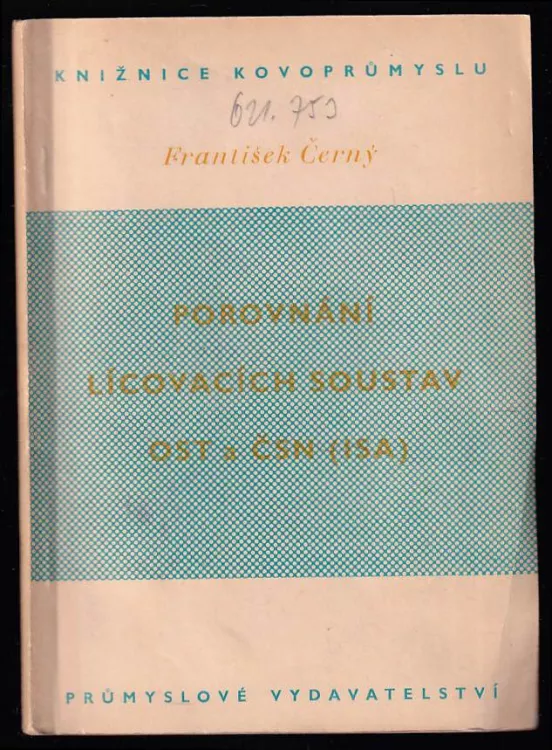 KNIŽNICE KOVOPRŮMYSLU
621.753
František Černý
POROVNÁNÍ
LÍCOVACÍCH SOUSTAV
OST a ČSN (ISA)
PRŮMYSLOVÉ VYDAVATELSTVÍ